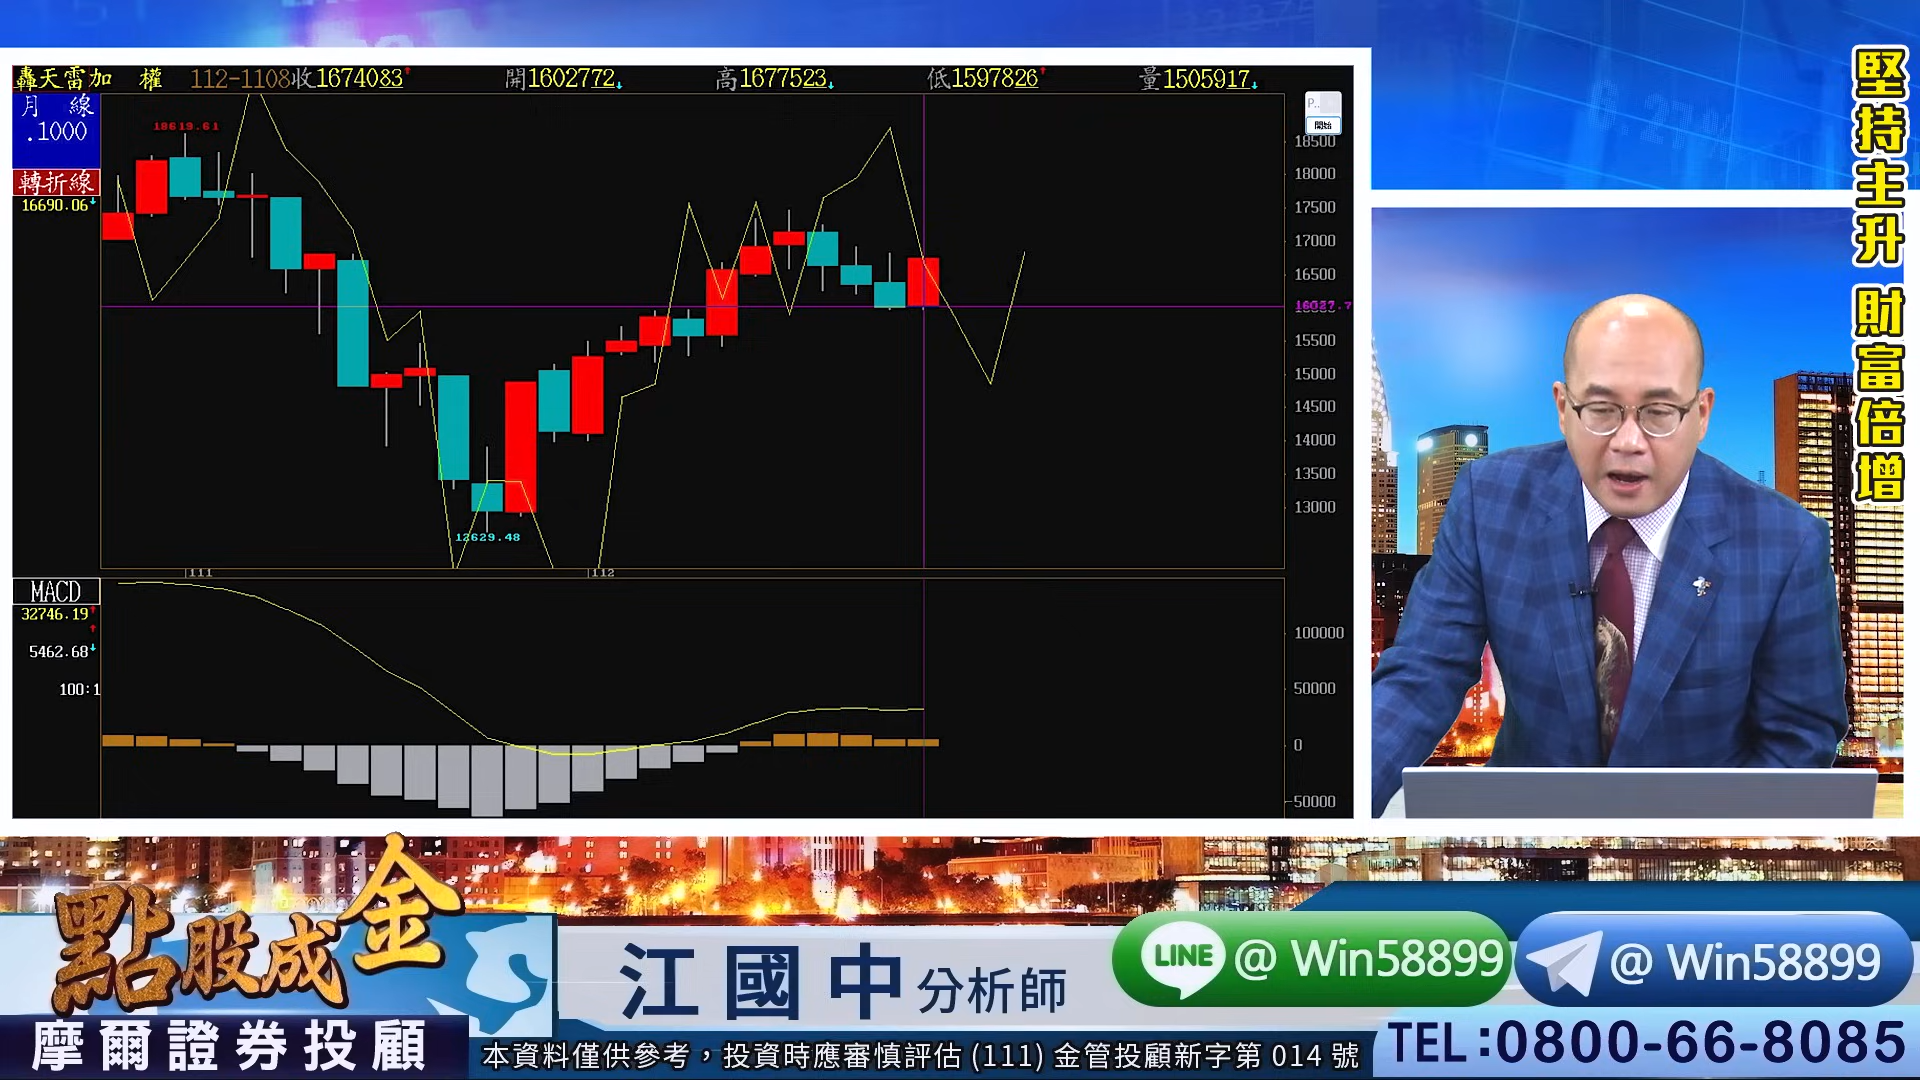 轟天雷加 權 112-1108收1674083 開1602772 高1677523 低1597826 量1505917
月 線
.1000
轉折線
16690.06
18619.61
12629.48
P..
開始
18500
18000
17500
17000
16500
15500
15000
14500
14000
13500
13000
111
112
MACD
32746.19
5462.68
100:1
100000
50000
0
-50000
堅持主升 財富倍增
點股成金
摩爾證券投顧
江國中 分析師
LINE @ Win58899
@ Win58899
本資料僅供參考，投資時應審慎評估 (111) 金管投顧新字第 014 號
TEL:0800-66-8085